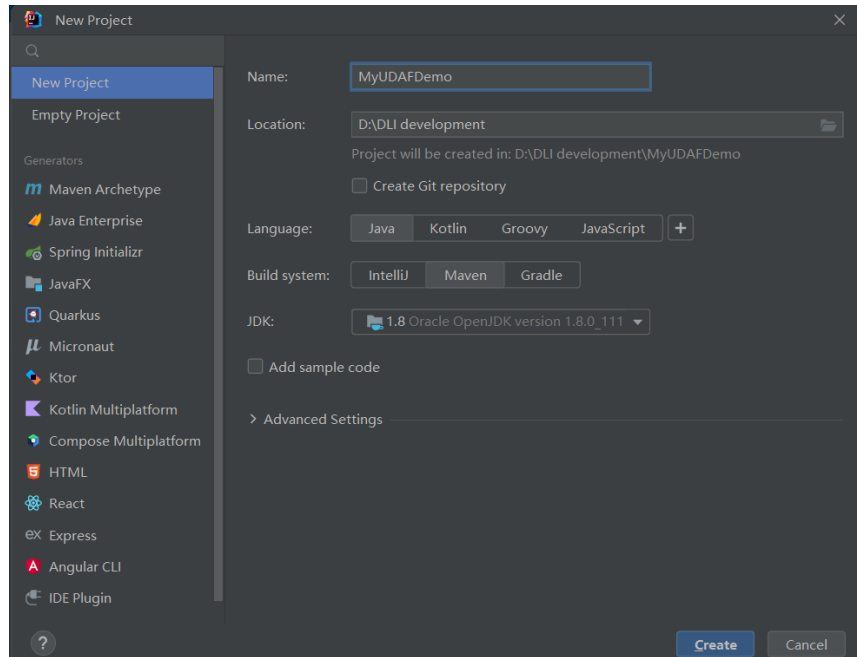 New Project
New Project
Empty Project
Generators
Maven Archetype
Java Enterprise
Spring Initializr
JavaFX
Quarkus
Micronaut
Ktor
Kotlin Multiplatform
Compose Multiplatform
HTML
React
Express
Angular CLI
IDE Plugin
Name: MyUDAFDemo
Location: D:\DLI development
Project will be created in: D:\DLI development\MyUDAFDemo
Create Git repository
Language: Java Kotlin Groovy JavaScript +
Build system: IntelliJ Maven Gradle
JDK: 1.8 Oracle OpenJDK version 1.8.0_111
Add sample code
> Advanced Settings
? Create Cancel